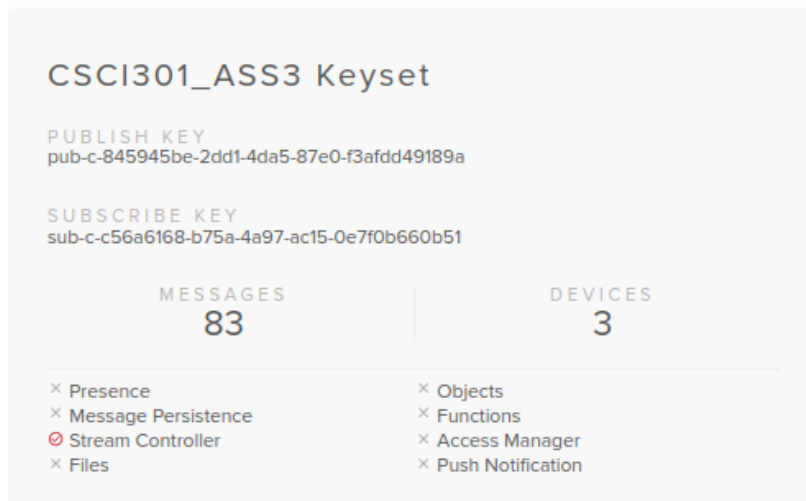 CSCI301_ASS3 Keyset
PUBLISH KEY
pub-c-845945be-2dd1-4da5-87e0-f3afdd49189a
SUBSCRIBE KEY
sub-c-c56a6168-b75a-4a97-ac15-0e7f0b660b51
MESSAGES
83
DEVICES
3
Presence
Message Persistence
Stream Controller
Files
Objects
Functions
Access Manager
Push Notification